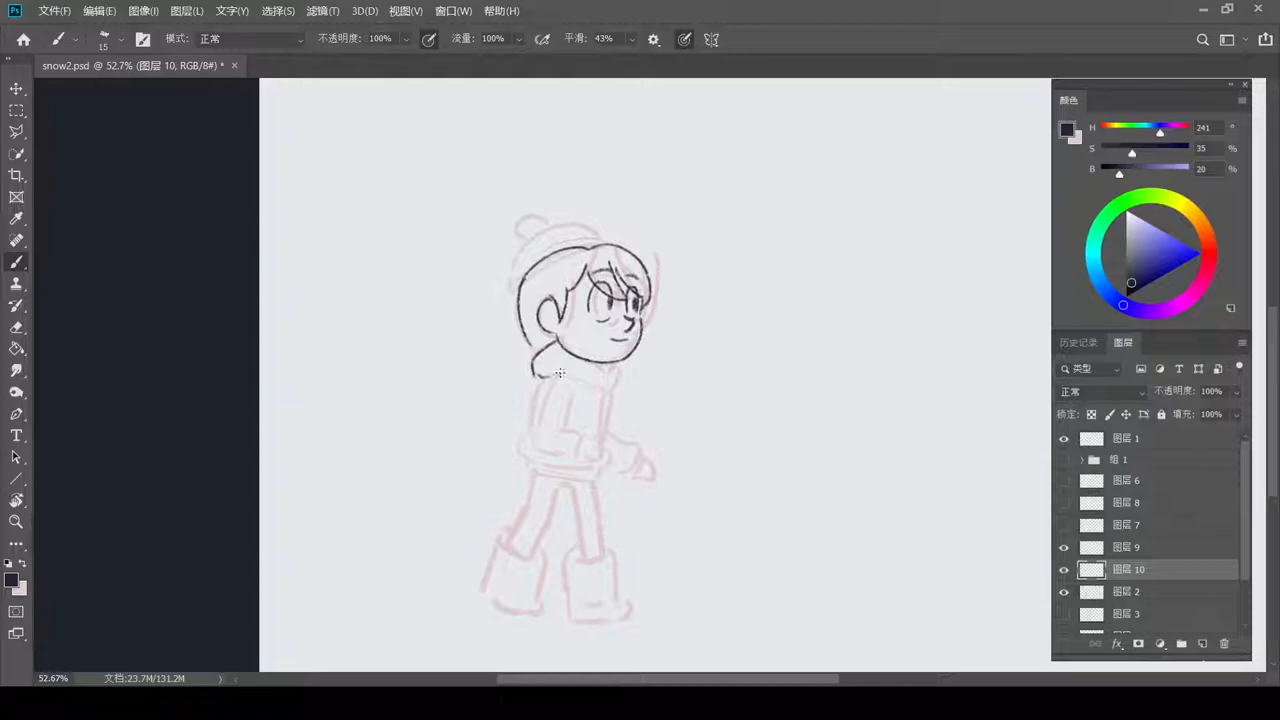 Ps 文件(F) 编辑(E) 图像(I) 图层(L) 文字(Y) 选择(S) 滤镜(T) 3D(D) 视图(V) 窗口(W) 帮助(H)
15 模式: 正常 不透明度: 100% 流量: 100% 平滑: 43%
snow2.psd @ 52.7% (图层 10, RGB/8#) * ×
颜色
H 241 °
S 35 %
B 20 %
历史记录 图层
类型
正常 不透明度: 100%
锁定: 填充: 100%
图层 1
组 1
图层 6
图层 8
图层 7
图层 9
图层 10
图层 2
图层 3
fx
52.67% 文档:23.7M/131.2M